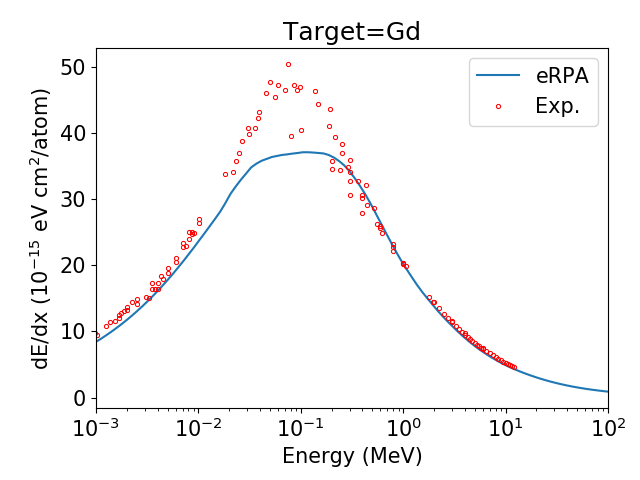 Target=Gd
eRPA
Exp.
dE/dx (10⁻¹⁵ eV cm²/atom)
50
40
30
20
10
0
10⁻³ 10⁻² 10⁻¹ 10⁰ 10¹ 10²
Energy (MeV)